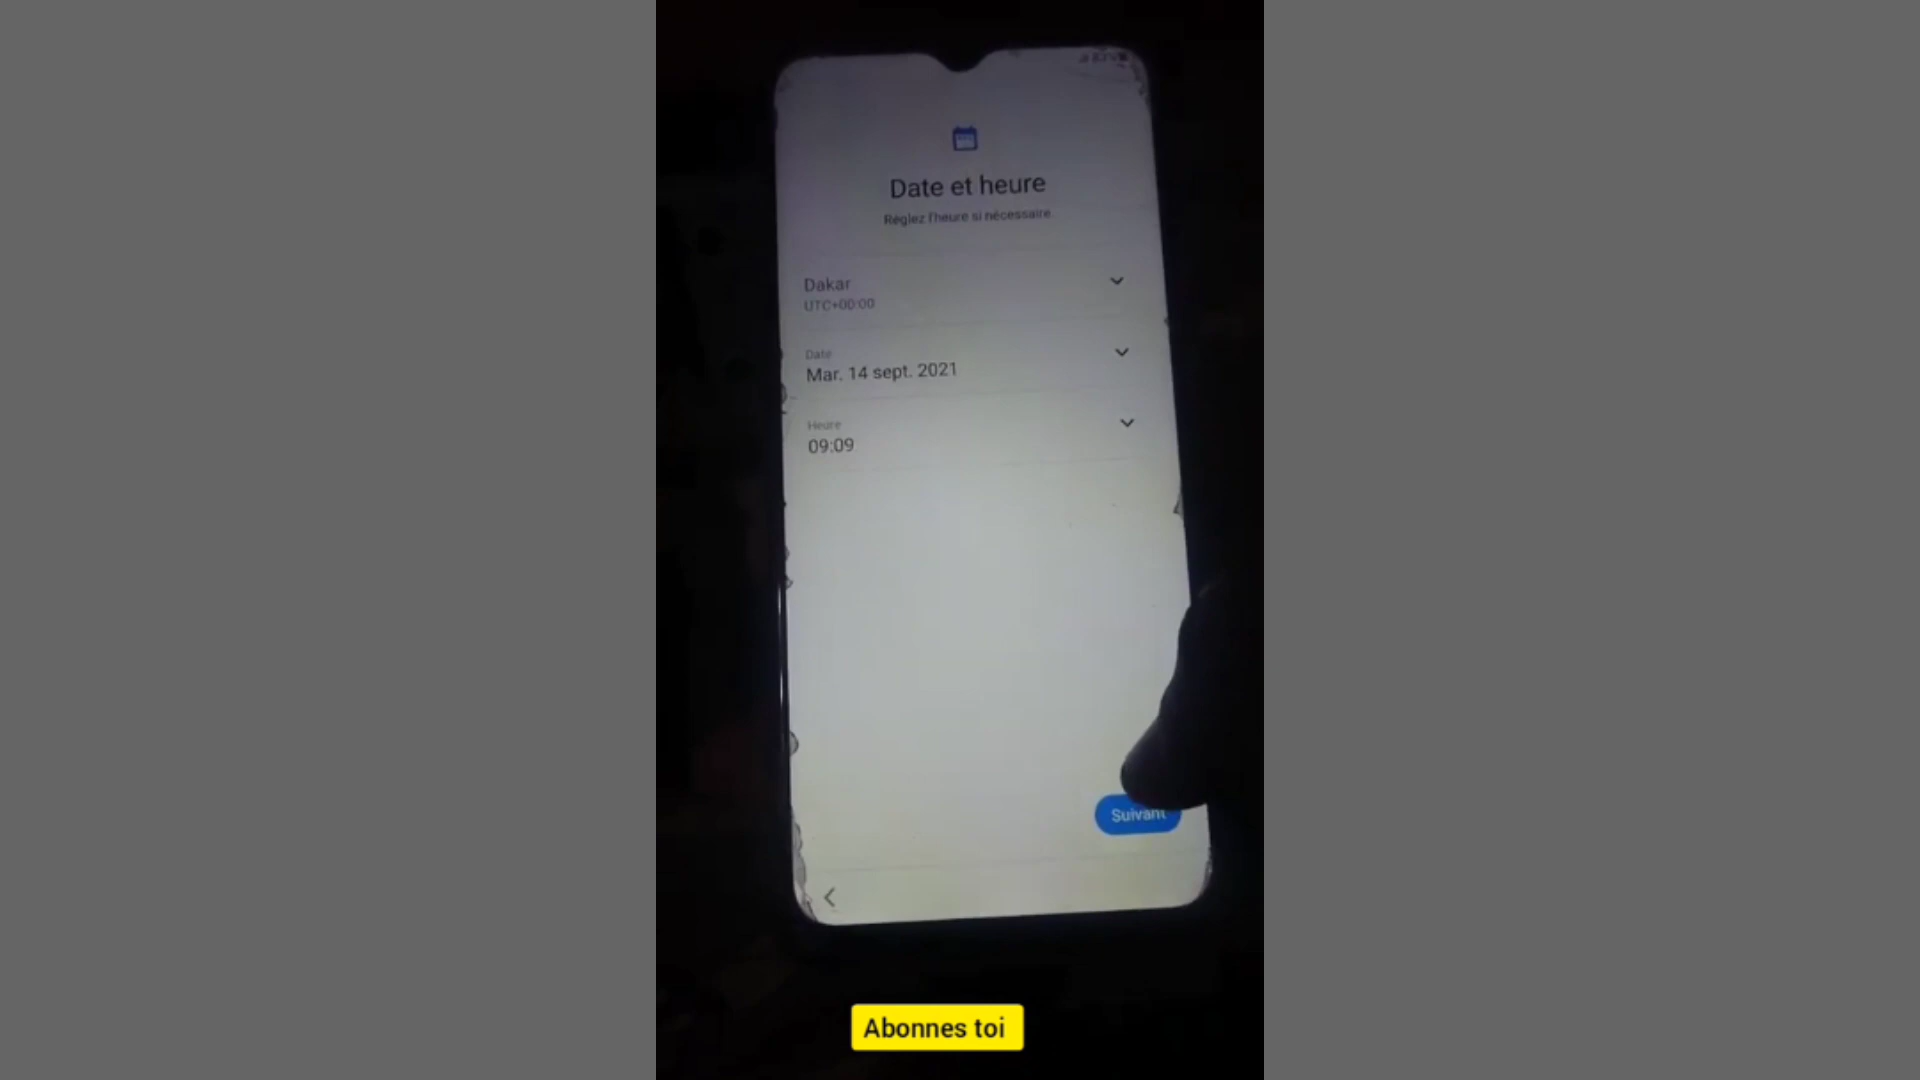 Date et heure
Réglez l'heure si nécessaire.
Dakar
UTC+00:00
Date
Mar. 14 sept. 2021
Heure
09:09
Suivant
Abonnes toi